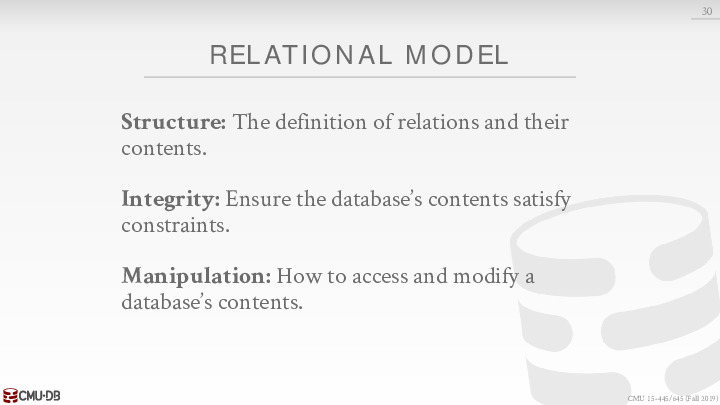 30
RELATIONAL MODEL
Structure: The definition of relations and their
contents.
Integrity: Ensure the database's contents satisfy
constraints.
Manipulation: How to access and modify a
database's contents.
CMU·DB
CMU 15-445/645 (Fall 2019)